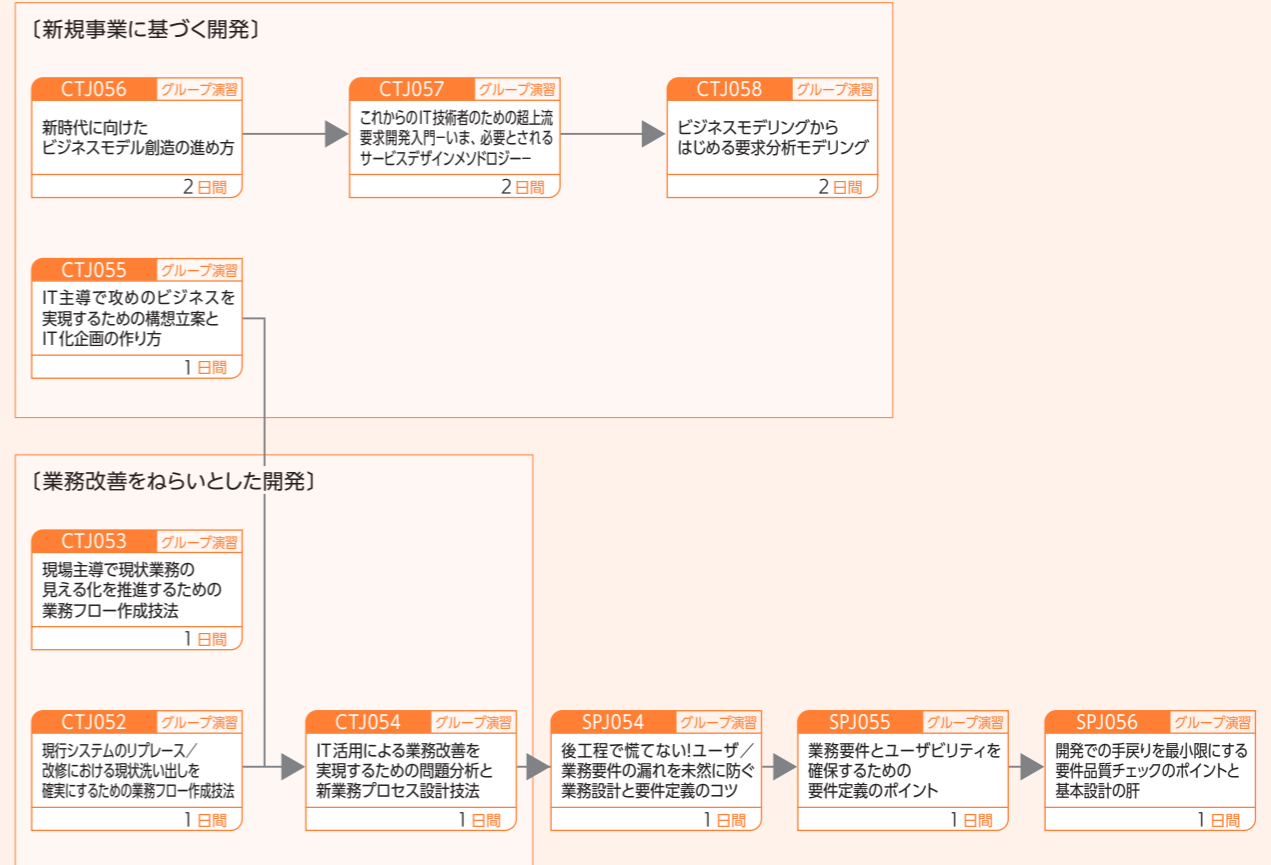 〔新規事業に基づく開発〕
CTJ056 グループ演習
新時代に向けた
ビジネスモデル創造の進め方
2日間
CTJ057 グループ演習
これからのIT技術者のための超上流
要求開発入門−いま、必要とされる
サービスデザインメソドロジー−
2日間
CTJ058 グループ演習
ビジネスモデリングから
はじめる要求分析モデリング
2日間
CTJ055 グループ演習
IT主導で攻めのビジネスを
実現するための構想立案と
IT化企画の作り方
1日間
〔業務改善をねらいとした開発〕
CTJ053 グループ演習
現場主導で現状業務の
見える化を推進するための
業務フロー作成技法
1日間
CTJ052 グループ演習
現行システムのリプレース／
改修における現状洗い出しを
確実にするための業務フロー作成技法
1日間
CTJ054 グループ演習
IT活用による業務改善を
実現するための問題分析と
新業務プロセス設計技法
1日間
SPJ054 グループ演習
後工程で慌てない!ユーザ／
業務要件の漏れを未然に防ぐ
業務設計と要件定義のコツ
1日間
SPJ055 グループ演習
業務要件とユーザビリティを
確保するための
要件定義のポイント
1日間
SPJ056 グループ演習
開発での手戻りを最小限にする
要件品質チェックのポイントと
基本設計の肝
1日間